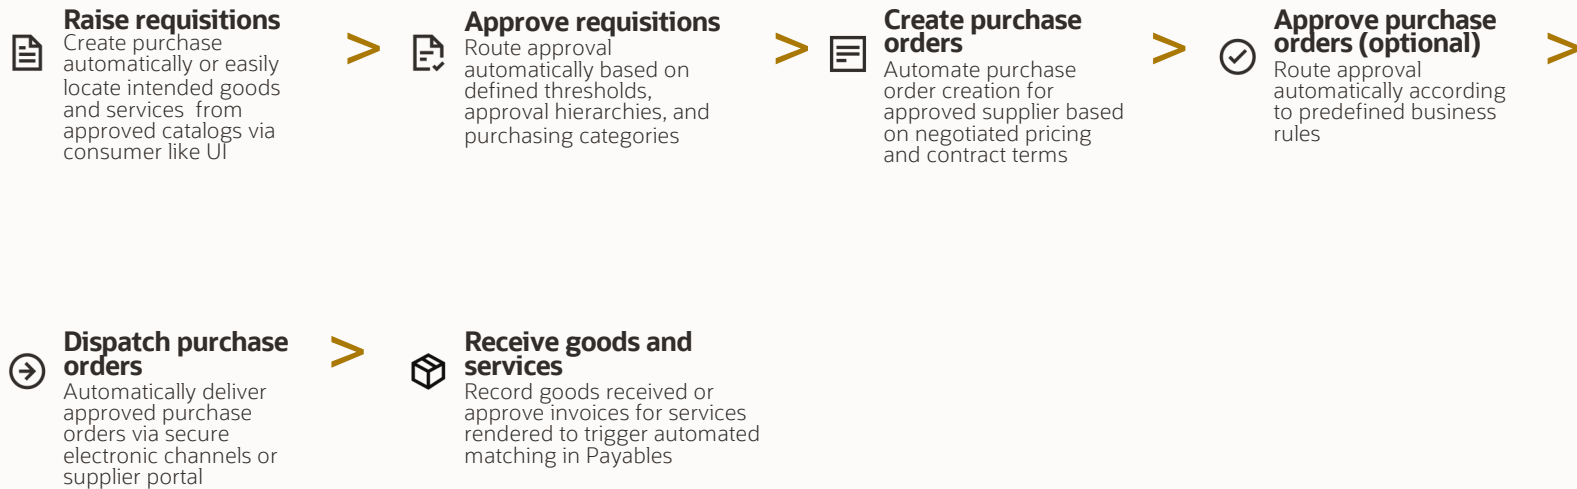 Raise requisitions
Create purchase
automatically or easily
locate intended goods
and services  from
approved catalogs via
consumer like UI
>
Approve requisitions
Route approval
automatically based on
defined thresholds,
approval hierarchies, and
purchasing categories
>
Create purchase
orders
Automate purchase
order creation for
approved supplier based
on negotiated pricing
and contract terms
>
Approve purchase
orders (optional)
Route approval
automatically according
to predefined business
rules
>
Dispatch purchase
orders
Automatically deliver
approved purchase
orders via secure
electronic channels or
supplier portal
>
Receive goods and
services
Record goods received or
approve invoices for services
rendered to trigger automated
matching in Payables